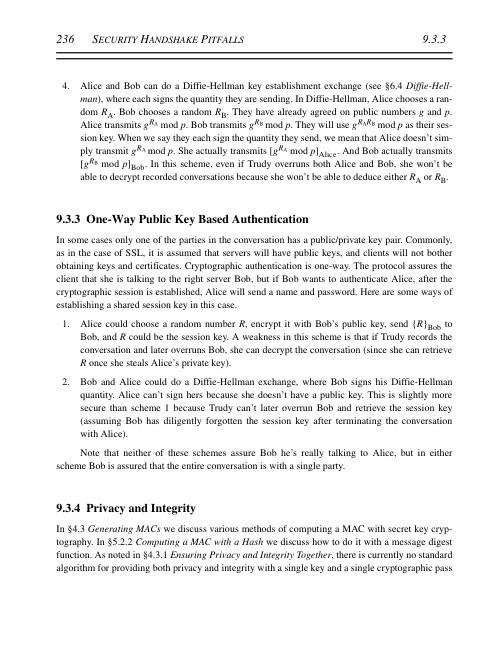 236 SECURITY HANDSHAKE PITFALLS 9.3.3
4. Alice and Bob can do a Diffie-Hellman key establishment exchange (see §6.4 Diffie-Hell-
man), where each signs the quantity they are sending. In Diffie-Hellman, Alice chooses a ran-
dom R_A. Bob chooses a random R_B. They have already agreed on public numbers g and p.
Alice transmits g^{R_A} mod p. Bob transmits g^{R_B} mod p. They will use g^{R_A R_B} mod p as their ses-
sion key. When we say they each sign the quantity they send, we mean that Alice doesn't sim-
ply transmit g^{R_A} mod p. She actually transmits [g^{R_A} mod p]_Alice. And Bob actually transmits
[g^{R_B} mod p]_Bob. In this scheme, even if Trudy overruns both Alice and Bob, she won't be
able to decrypt recorded conversations because she won't be able to deduce either R_A or R_B.
9.3.3 One-Way Public Key Based Authentication
In some cases only one of the parties in the conversation has a public/private key pair. Commonly,
as in the case of SSL, it is assumed that servers will have public keys, and clients will not bother
obtaining keys and certificates. Cryptographic authentication is one-way. The protocol assures the
client that she is talking to the right server Bob, but if Bob wants to authenticate Alice, after the
cryptographic session is established, Alice will send a name and password. Here are some ways of
establishing a shared session key in this case.
1. Alice could choose a random number R, encrypt it with Bob's public key, send {R}_Bob to
Bob, and R could be the session key. A weakness in this scheme is that if Trudy records the
conversation and later overruns Bob, she can decrypt the conversation (since she can retrieve
R once she steals Alice's private key).
2. Bob and Alice could do a Diffie-Hellman exchange, where Bob signs his Diffie-Hellman
quantity. Alice can't sign hers because she doesn't have a public key. This is slightly more
secure than scheme 1 because Trudy can't later overrun Bob and retrieve the session key
(assuming Bob has diligently forgotten the session key after terminating the conversation
with Alice).
Note that neither of these schemes assure Bob he's really talking to Alice, but in either
scheme Bob is assured that the entire conversation is with a single party.
9.3.4 Privacy and Integrity
In §4.3 Generating MACs we discuss various methods of computing a MAC with secret key cryp-
tography. In §5.2.2 Computing a MAC with a Hash we discuss how to do it with a message digest
function. As noted in §4.3.1 Ensuring Privacy and Integrity Together, there is currently no standard
algorithm for providing both privacy and integrity with a single key and a single cryptographic pass